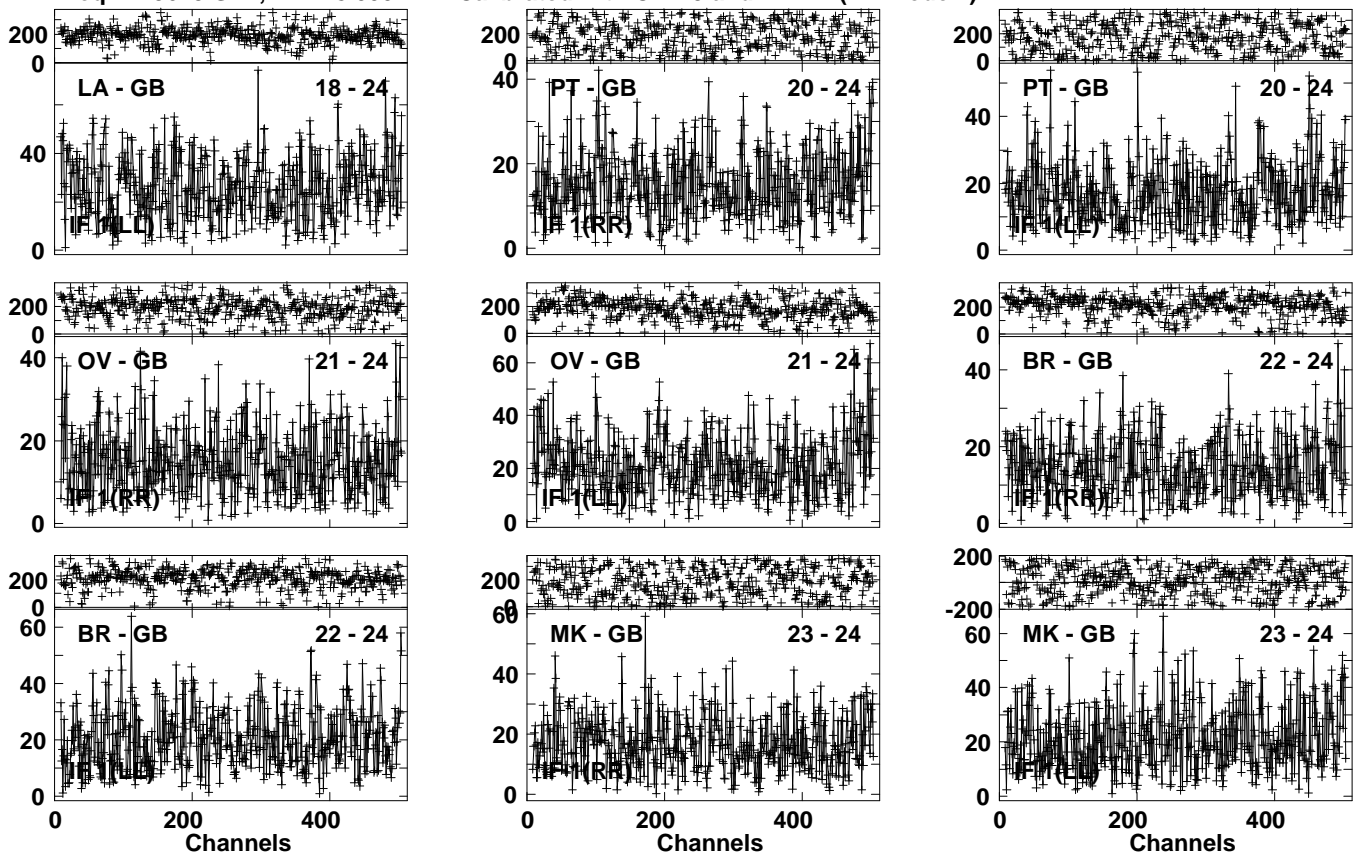 200
0
LA - GB 18 - 24
40
0
IF 1(LL)
200
0
PT - GB 20 - 24
40
20
0
IF 1(RR)
200
0
PT - GB 20 - 24
40
20
0
IF 1(LL)
200
0
OV - GB 21 - 24
40
20
0
IF 1(RR)
200
0
OV - GB 21 - 24
60
40
20
0
IF 1(LL)
200
0
BR - GB 22 - 24
40
20
0
IF 1(RR)
200
0
BR - GB 22 - 24
60
40
20
0
IF 1(LL)
0 200 400
Channels
200
0
MK - GB 23 - 24
60
40
20
0
IF 1(RR)
0 200 400
Channels
200
-200
MK - GB 23 - 24
60
40
20
0
IF 1(LL)
0 200 400
Channels